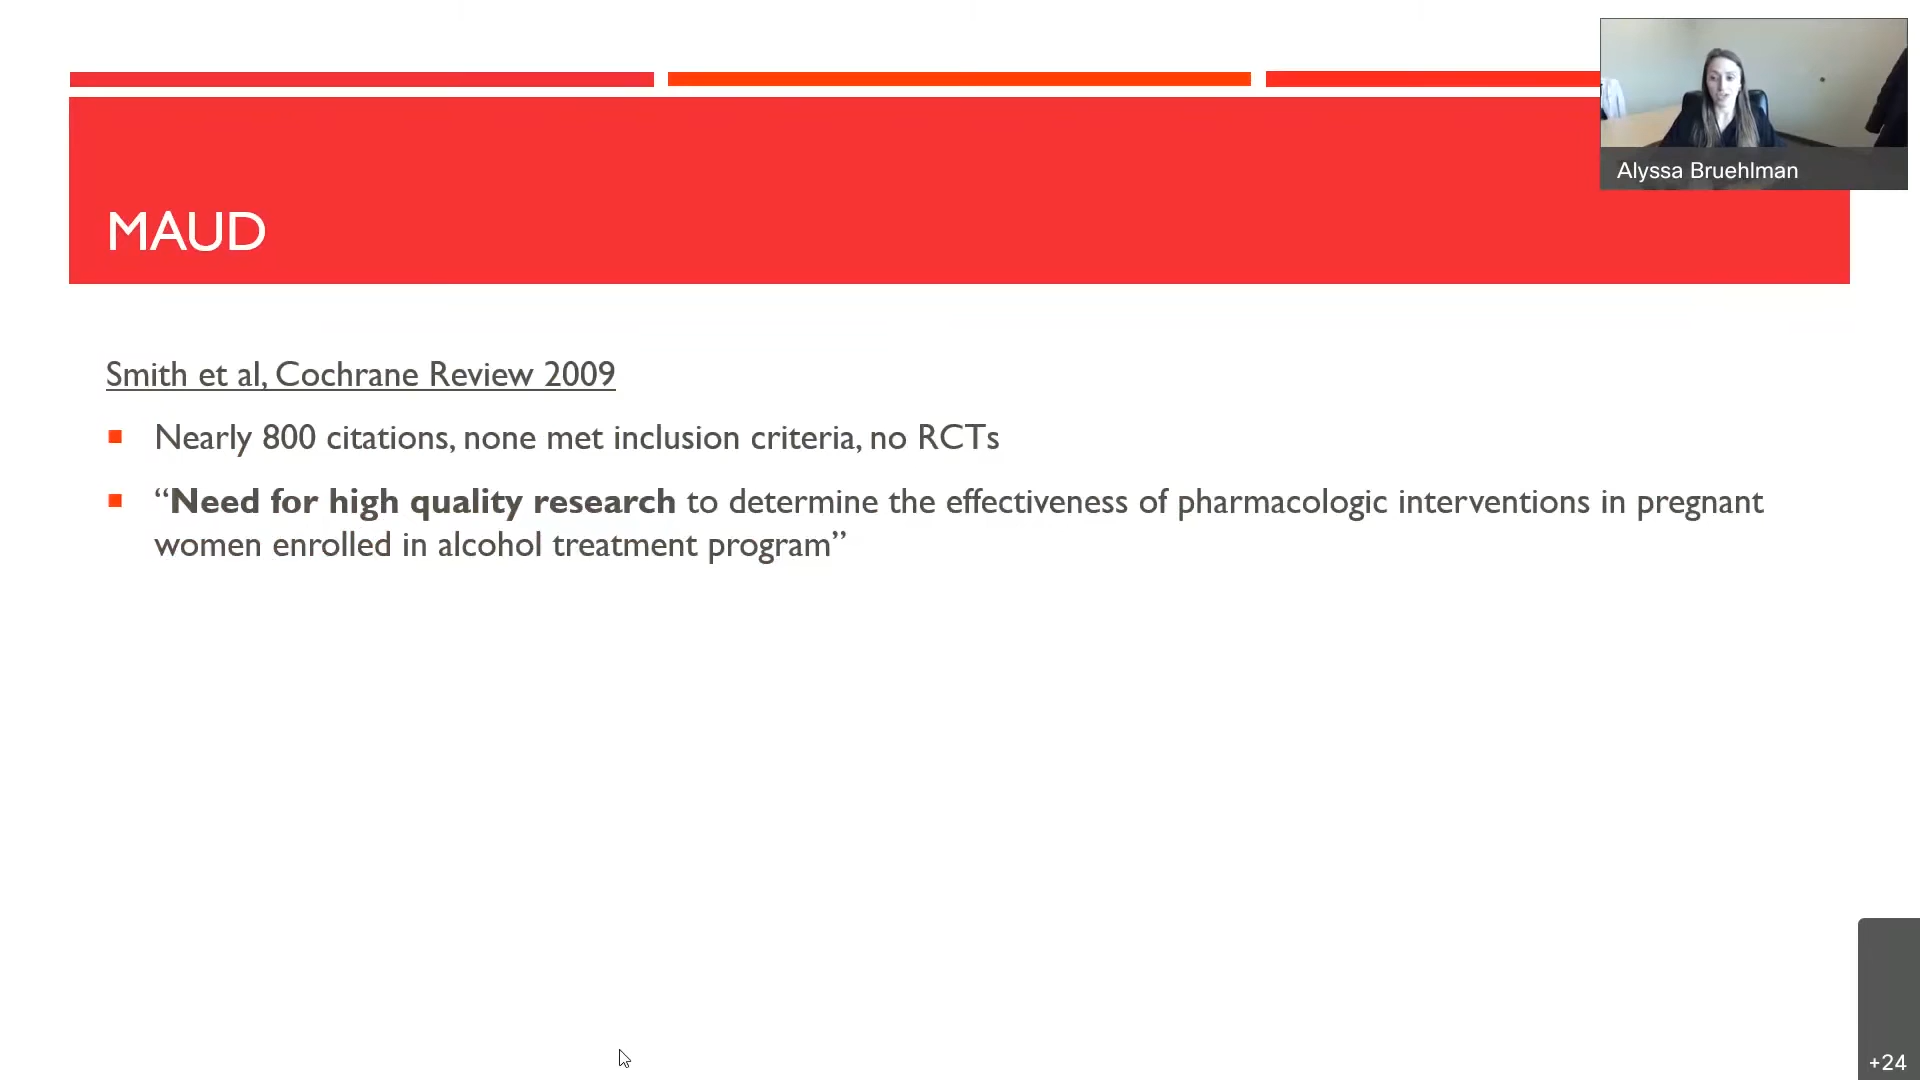 Alyssa Bruehlman
MAUD
Smith et al, Cochrane Review 2009
Nearly 800 citations, none met inclusion criteria, no RCTs
“Need for high quality research to determine the effectiveness of pharmacologic interventions in pregnant
women enrolled in alcohol treatment program”
+24